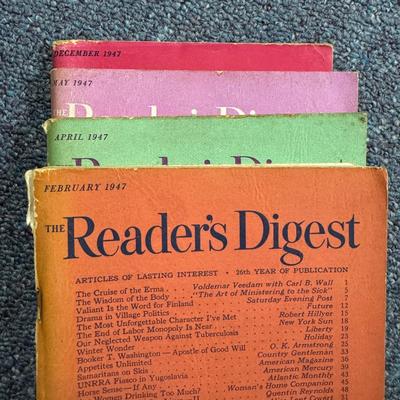 DECEMBER 1947
MAY 1947
THE
APRIL 1947
FEBRUARY 1947
THE Reader's Digest
ARTICLES OF LASTING INTEREST · 26th YEAR OF PUBLICATION
The Cruise of the Erma . . . Voldemar Veedam with Carl B. Wall 1
The Wisdom of the Body . . . "The Art of Ministering to the Sick" 5
Valiant Is the Word for Finland . . . Saturday Evening Post 7
Drama in Village Politics . . . Future 12
The Most Unforgettable Character I've Met . . . Robert Hillyer 15
The End of Labor Monopoly Is Near . . . New York Sun 18
Our Neglected Weapon Against Tuberculosis . . . Liberty 19
Winter Wonder . . . Holiday 23
Booker T. Washington — Apostle of Good Will . . . O. K. Armstrong 25
Appetites Unlimited . . . Country Gentleman 31
Samaritans on Skis . . . American Magazine 36
UNRRA Fiasco in Yugoslavia . . . American Mercury 39
Horse Sense — If Any . . . Atlantic Monthly 43
Women Drinking Too Much? . . . Woman's Home Companion 45
Quentin Reynolds 48